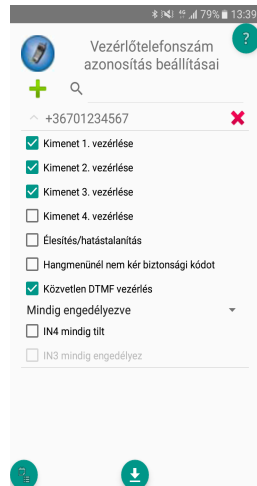 79% 13:39
Vezérlőtelefonszám
azonosítás beállításai
?
+36701234567
Kimenet 1. vezérlése
Kimenet 2. vezérlése
Kimenet 3. vezérlése
Kimenet 4. vezérlése
Élesítés/hatástalanítás
Hangmenünél nem kér biztonsági kódot
Közvetlen DTMF vezérlés
Mindig engedélyezve
IN4 mindig tilt
IN3 mindig engedélyez